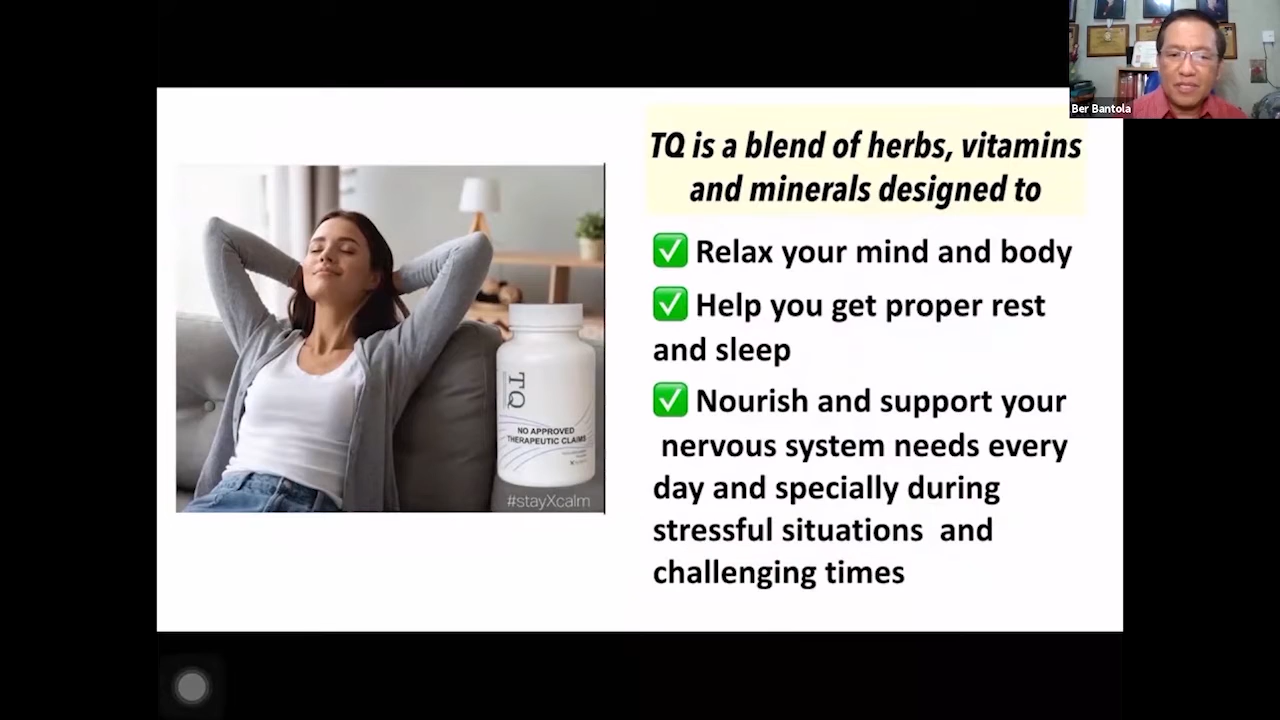 Ber Bantola
TQ is a blend of herbs, vitamins
and minerals designed to
✅ Relax your mind and body
✅ Help you get proper rest
and sleep
✅ Nourish and support your
nervous system needs every
day and specially during
stressful situations and
challenging times
TQ
NO APPROVED
THERAPEUTIC CLAIMS
#stayXcalm